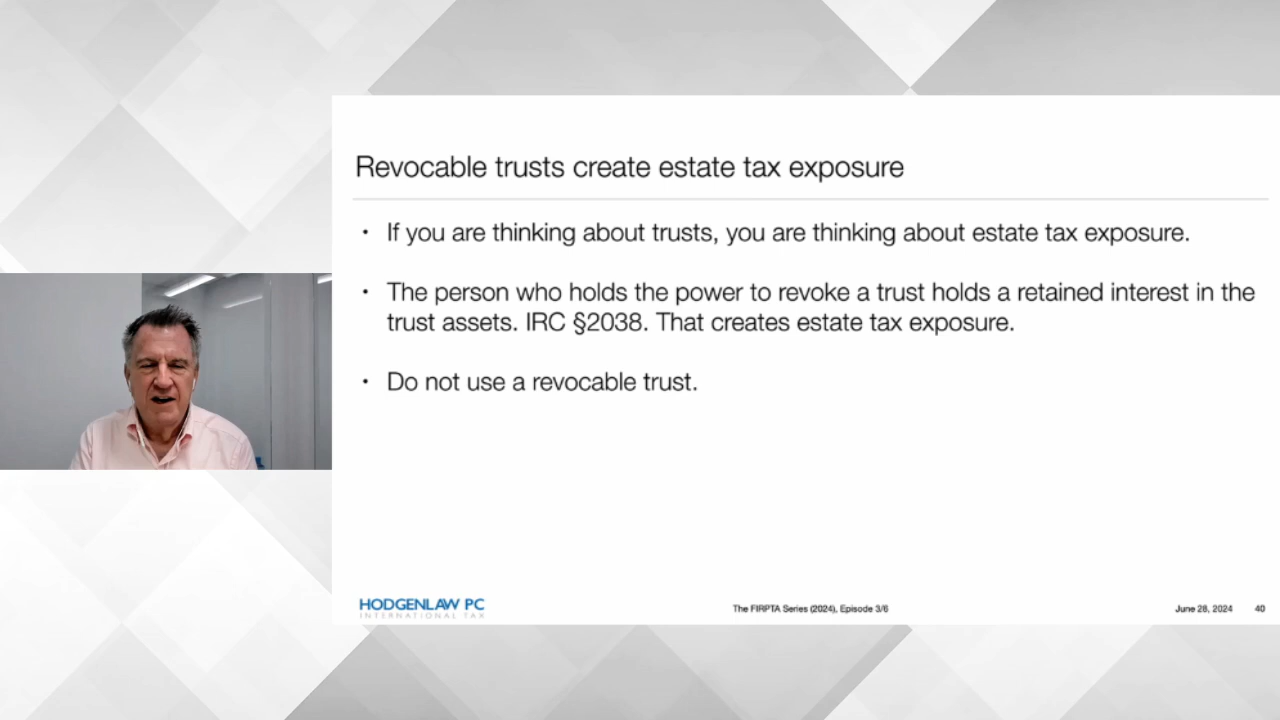 Revocable trusts create estate tax exposure
• If you are thinking about trusts, you are thinking about estate tax exposure.
• The person who holds the power to revoke a trust holds a retained interest in the
trust assets. IRC §2038. That creates estate tax exposure.
• Do not use a revocable trust.
HODGENLAW PC
INTERNATIONAL TAX
The FIRPTA Series (2024), Episode 3/6
June 28, 2024 40